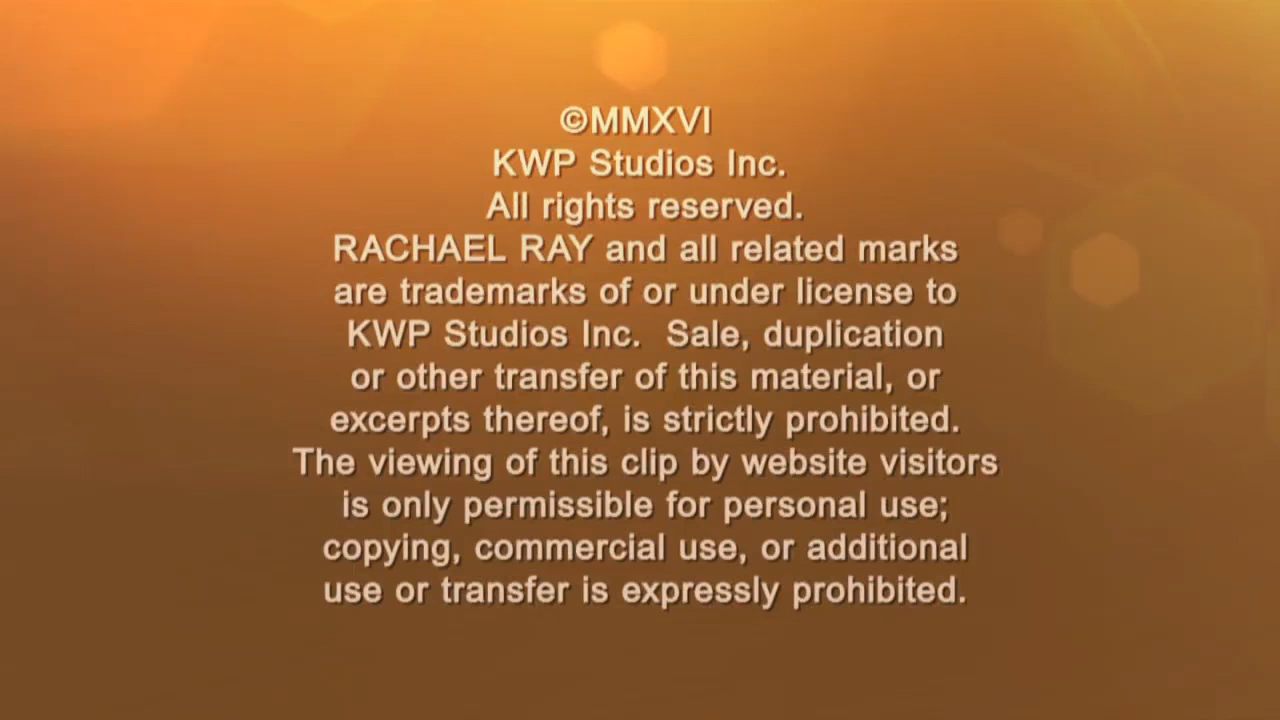 ©MMXVI
KWP Studios Inc.
All rights reserved.
RACHAEL RAY and all related marks
are trademarks of or under license to
KWP Studios Inc.  Sale, duplication
or other transfer of this material, or
excerpts thereof, is strictly prohibited.
The viewing of this clip by website visitors
is only permissible for personal use;
copying, commercial use, or additional
use or transfer is expressly prohibited.